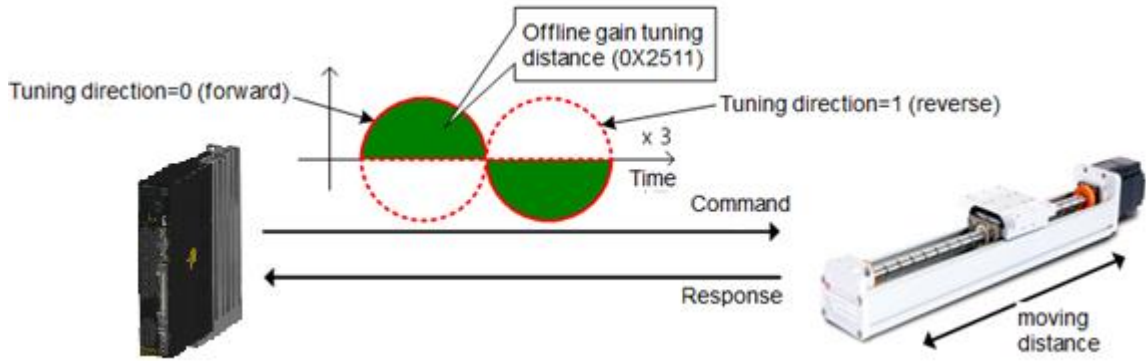 Offline gain tuning
distance (0X2511)
Tuning direction=0 (forward)
Tuning direction=1 (reverse)
x 3
Time
Command
Response
moving
distance